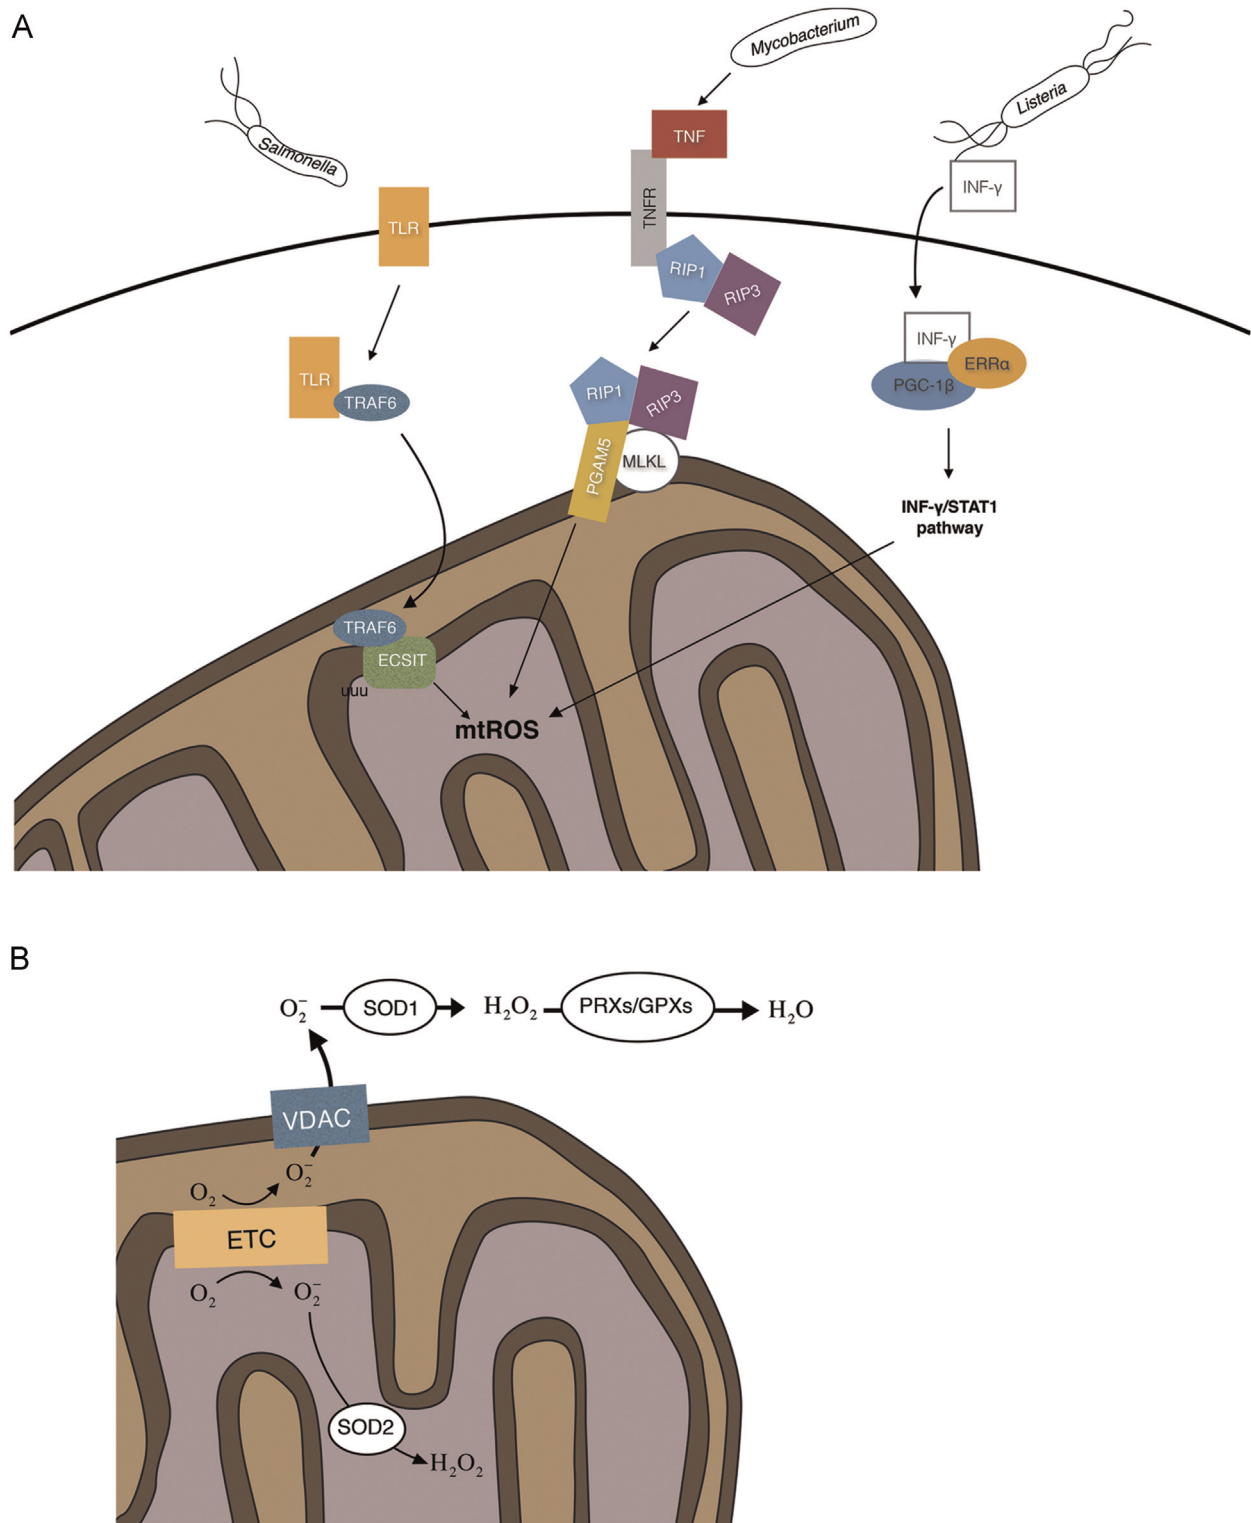 A
Salmonella
Mycobacterium
Listeria
TNF
TNFR
INF-γ
TLR
RIP1
RIP3
INF-γ
ERRα
PGC-1β
TLR
TRAF6
RIP1
RIP3
PGAM5
MLKL
INF-γ/STAT1
pathway
TRAF6
ECSIT
uuu
mtROS
B
O₂⁻
SOD1
H₂O₂
PRXs/GPXs
H₂O
VDAC
O₂
O₂⁻
ETC
O₂
O₂⁻
SOD2
H₂O₂